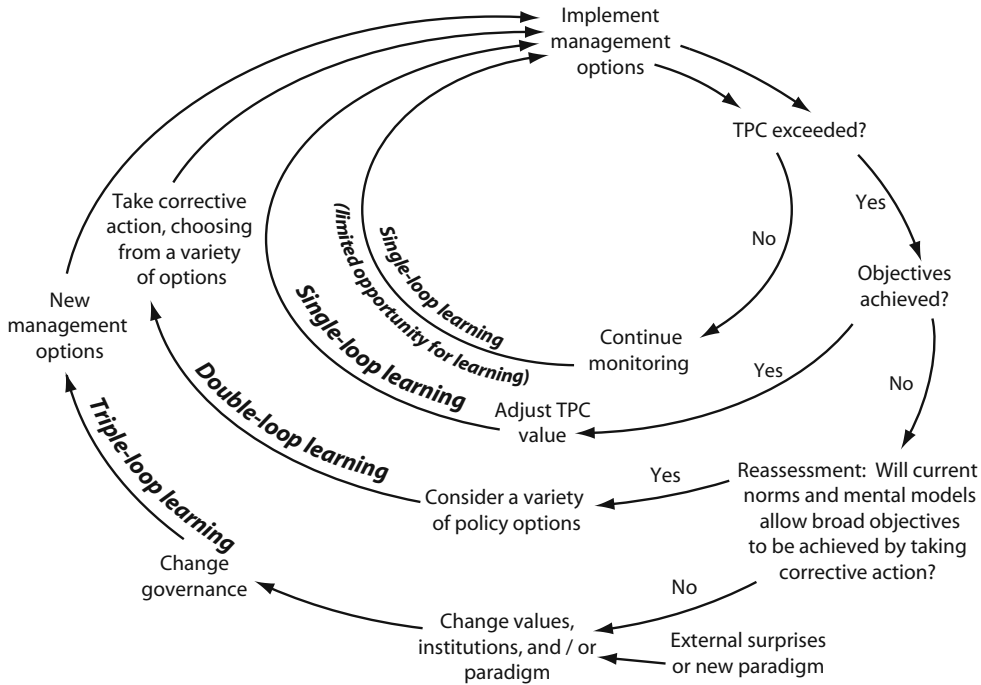 Implement
management
options
TPC exceeded?
Yes
No
Objectives
achieved?
Take corrective
action, choosing
from a variety
of options
New
management
options
Single-loop learning
(limited opportunity for learning)
Continue
monitoring
Single-loop learning
Yes
No
Adjust TPC
value
Double-loop learning
Triple-loop learning
Consider a variety
of policy options
Yes
Reassessment: Will current
norms and mental models
allow broad objectives
to be achieved by taking
corrective action?
No
Change
governance
Change values,
institutions, and / or
paradigm
External surprises
or new paradigm